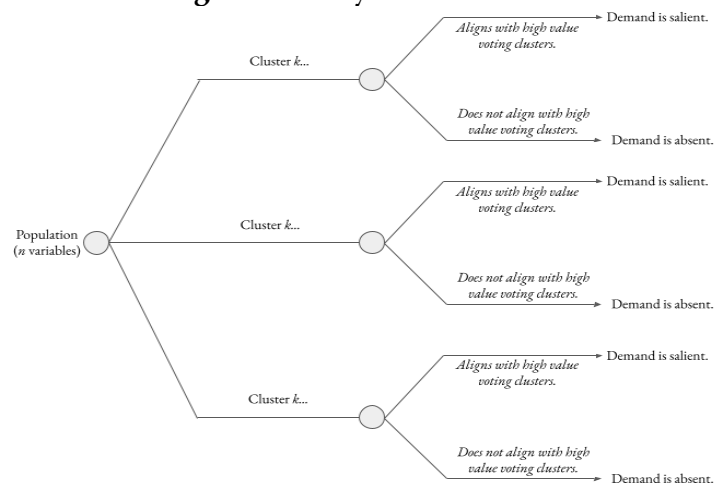 Aligns with high value
voting clusters.
Demand is salient.
Cluster k...
Does not align with high
value voting clusters.
Demand is absent.
Aligns with high value
voting clusters.
Demand is salient.
Population
(n variables)
Cluster k...
Does not align with high
value voting clusters.
Demand is absent.
Aligns with high value
voting clusters.
Demand is salient.
Cluster k...
Does not align with high
value voting clusters.
Demand is absent.